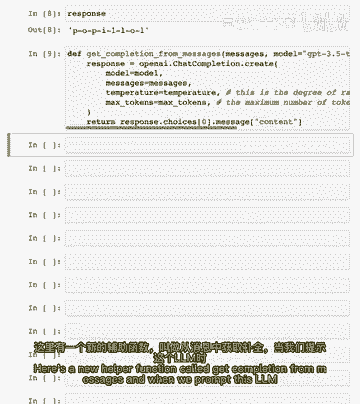 In [8]: response
Out[8]: 'p-o-p-i-l-l-o-l'
In [9]: def get_completion_from_messages(messages, model="gpt-3.5-t
response = openai.ChatCompletion.create(
model=model,
messages=messages,
temperature=temperature, # this is the degree of ra
max_tokens=max_tokens, # the maximum number of toke
)
return response.choices[0].message["content"]
In [ ]:
In [ ]:
In [ ]:
In [ ]:
In [ ]:
In [ ]:
In [ ]:
In [ ]:
In [ ]:
这里有一个新的辅助函数，叫做从消息中获取补全，当我们提示
这个LLM时
In [ ]:
Here's a new helper function called get completion from m
essages and when we prompt this LLM
In [ ]: